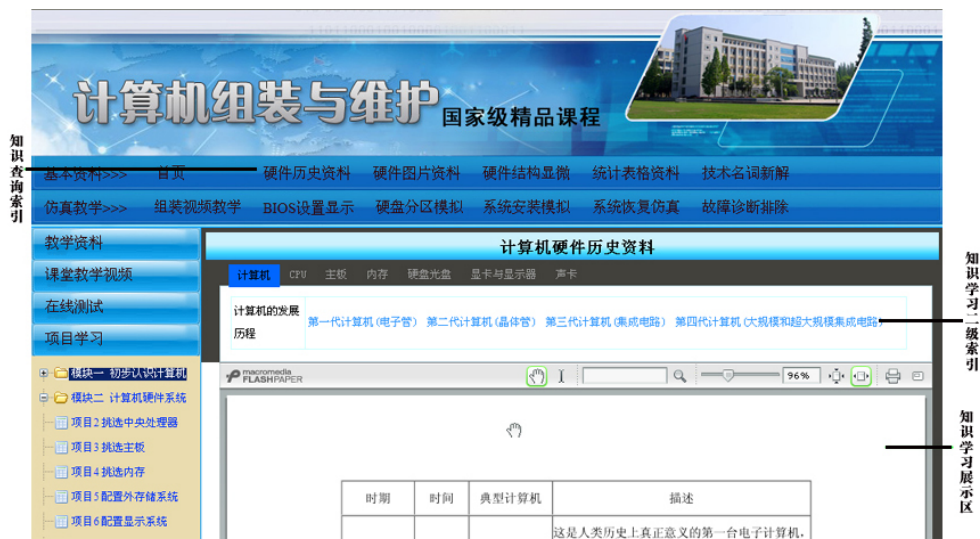 计算机组装与维护 国家级精品课程
知识查询索引
基本资料>>> 首页 硬件历史资料 硬件图片资料 硬件结构显微 统计表格资料 技术名词新解
仿真教学>>> 组装视频教学 BIOS设置显示 硬盘分区模拟 系统安装模拟 系统恢复仿真 故障诊断排除
教学资料
课堂教学视频
在线测试
项目学习
模块一 初步认识计算机
模块二 计算机硬件系统
项目2 挑选中央处理器
项目3 挑选主板
项目4 挑选内存
项目5 配置外存储系统
项目6 配置显示系统
计算机硬件历史资料
计算机 CPU 主板 内存 硬盘光盘 显卡与显示器 声卡
计算机的发展
历程
第一代计算机(电子管) 第二代计算机(晶体管) 第三代计算机(集成电路) 第四代计算机(大规模和超大规模集成电路)
知识学习二级索引
macromedia
FLASHPAPER
96%
知识学习展示区
时期 时间 典型计算机 描述
这是人类历史上真正意义的第一台电子计算机,